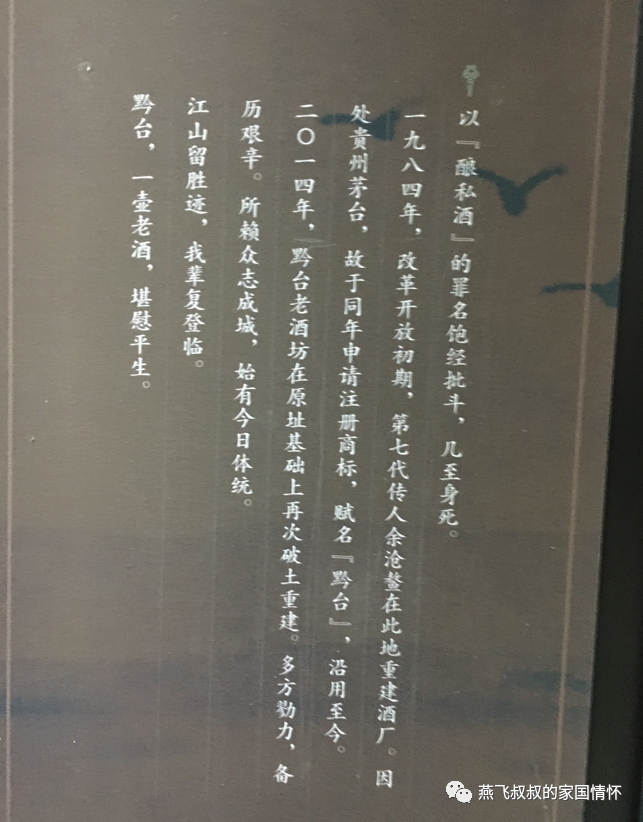 以『酿私酒』的罪名饱经批斗，几至身死。
一九八四年，改革开放初期，第七代传人余沧鳌在此地重建酒厂。因
处贵州茅台，故于同年申请注册商标，赋名『黔台』，沿用至今。
二〇一四年，黔台老酒坊在原址基础上再次破土重建。多方勠力，备
历艰辛。所赖众志成城，始有今日体统。
江山留胜迹，我辈复登临。
黔台，一壶老酒，堪慰平生。
燕飞叔叔的家国情怀